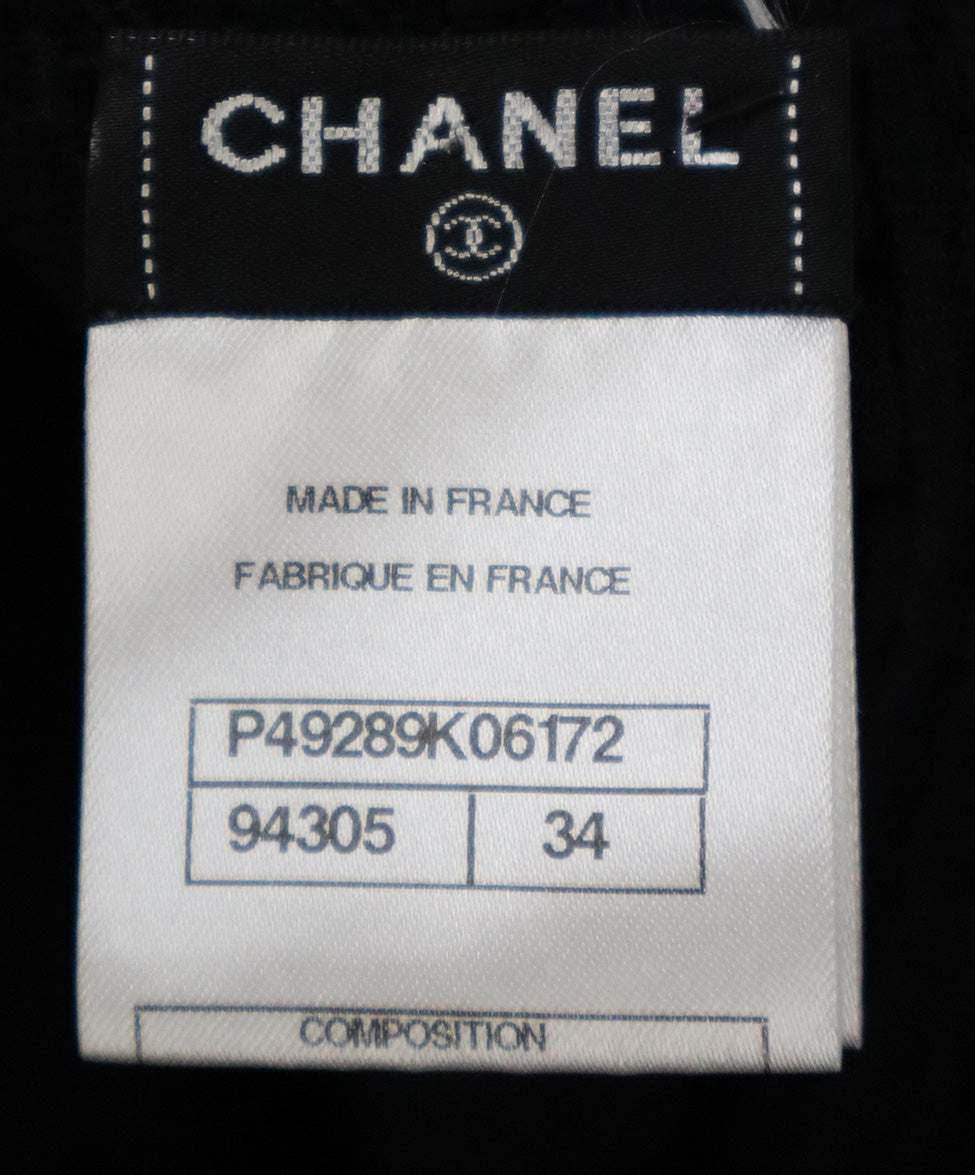 CHANEL
MADE IN FRANCE
FABRIQUE EN FRANCE
P49289K06172
94305 34
COMPOSITION